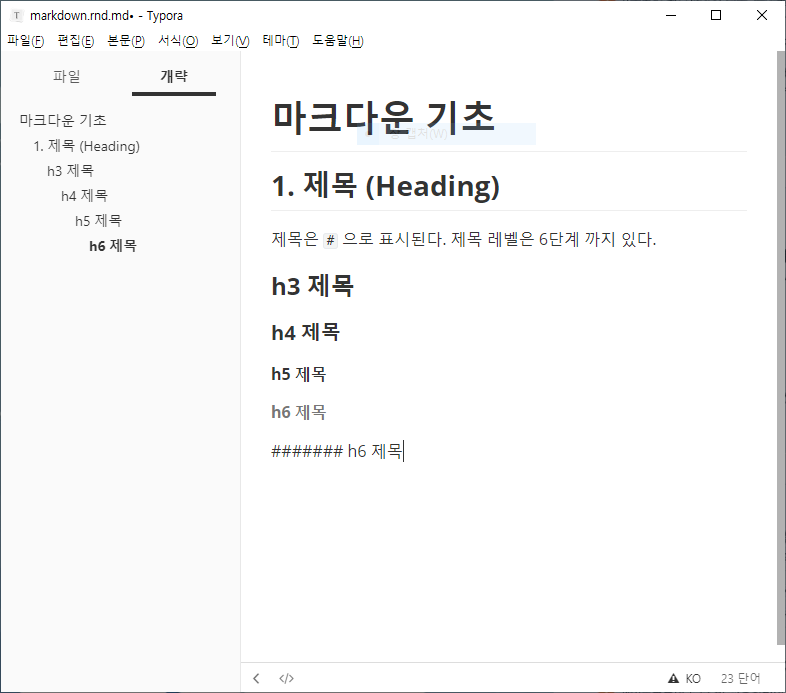 markdown.rnd.md• - Typora
파일(F) 편집(E) 본문(P) 서식(O) 보기(V) 테마(T) 도움말(H)
파일 개략
마크다운 기초
1. 제목 (Heading)
h3 제목
h4 제목
h5 제목
h6 제목
마크다운 기초
캡처(W)
1. 제목 (Heading)
제목은 # 으로 표시된다. 제목 레벨은 6단계 까지 있다.
h3 제목
h4 제목
h5 제목
h6 제목
####### h6 제목
</> KO 23 단어